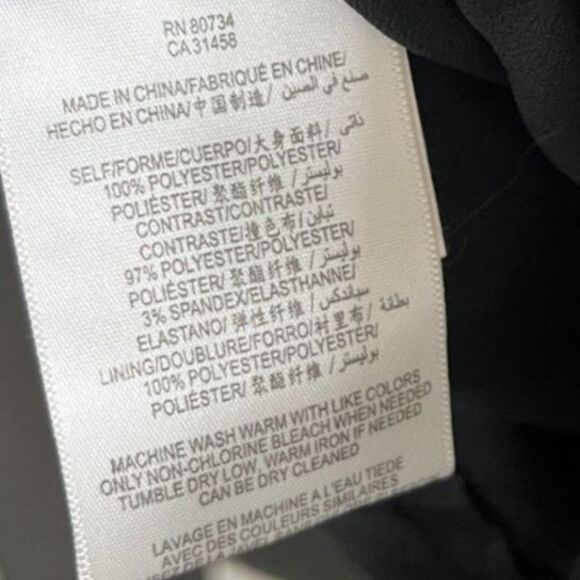 RN 80734
CA 31458
MADE IN CHINA/FABRIQUÉ EN CHINE/
HECHO EN CHINA/中国制造/ صنع في الصين
SELF/FORME/CUERPO/大身面料/ ذاتي
100% POLYESTER/POLYESTER/
POLIÉSTER/ 聚酯纤维 / بوليستر
CONTRAST/CONTRASTE/
CONTRASTE/撞色布/ تباين
97% POLYESTER/POLYESTER/
POLIÉSTER/ 聚酯纤维 / بوليستر
3% SPANDEX/ELASTHANNE/
ELASTANO/ 弹性纤维 / سباندكس
LINING/DOUBLURE/FORRO/衬里布/ بطانة
100% POLYESTER/POLYESTER/
POLIÉSTER/ 聚酯纤维 / بوليستر
MACHINE WASH WARM WITH LIKE COLORS
ONLY NON-CHLORINE BLEACH WHEN NEEDED
TUMBLE DRY LOW, WARM IRON IF NEEDED
CAN BE DRY CLEANED
LAVAGE EN MACHINE A L'EAU TIEDE
AVEC DES COULEURS SIMILAIRES